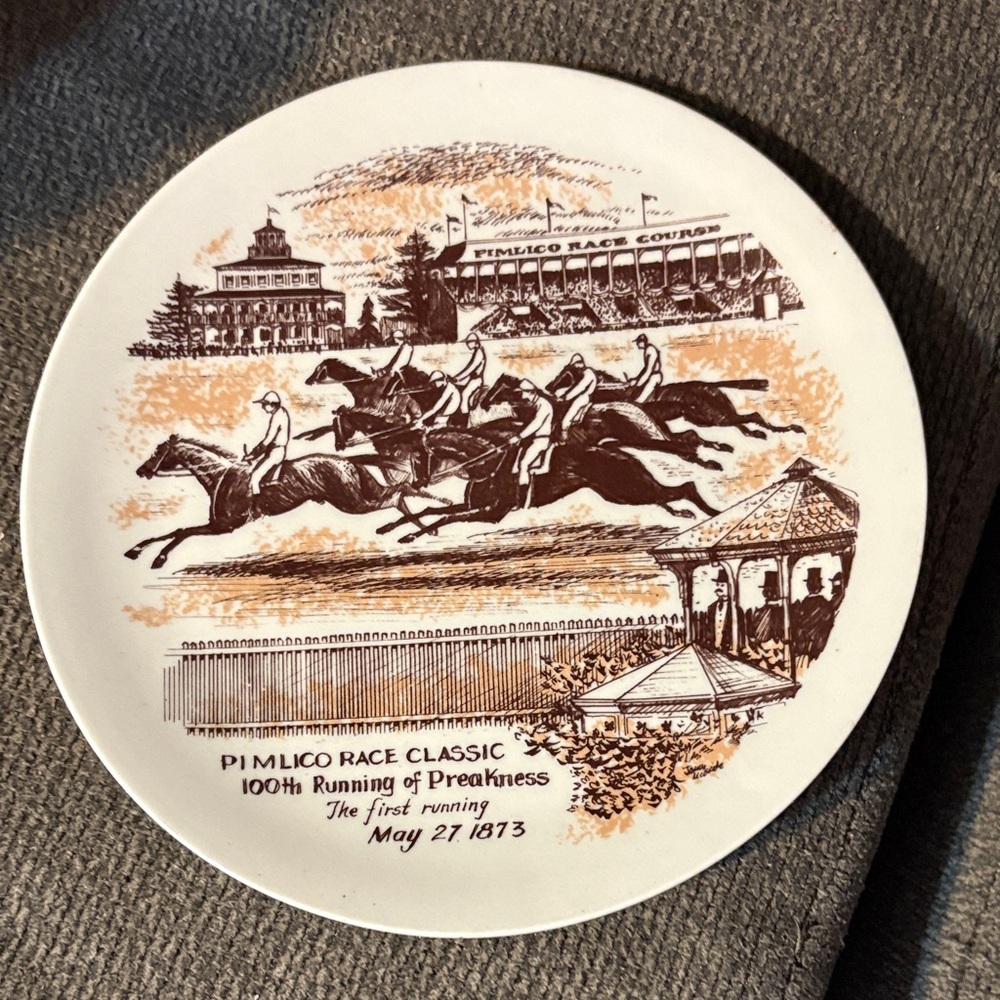 PIMLICO RACE COURSE
PIMLICO RACE CLASSIC
100th Running of Preakness
The first running
May 27 1873